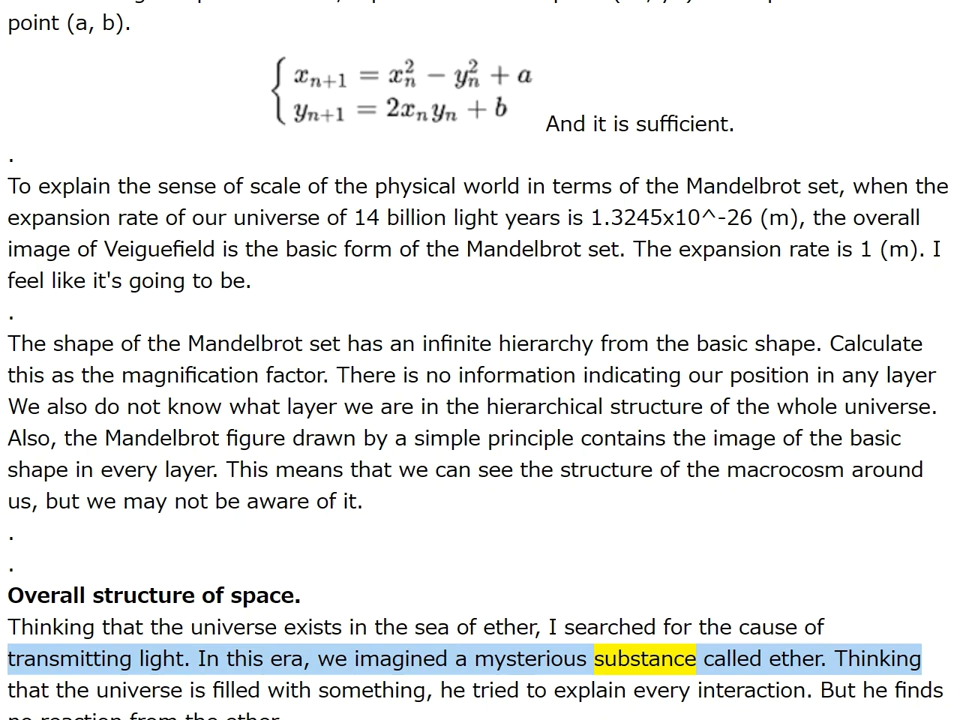 point (a, b).
{ xₙ₊₁ = xₙ² − yₙ² + a
yₙ₊₁ = 2xₙyₙ + b
And it is sufficient.
.
To explain the sense of scale of the physical world in terms of the Mandelbrot set, when the
expansion rate of our universe of 14 billion light years is 1.3245x10^-26 (m), the overall
image of Veiguefield is the basic form of the Mandelbrot set. The expansion rate is 1 (m). I
feel like it's going to be.
.
The shape of the Mandelbrot set has an infinite hierarchy from the basic shape. Calculate
this as the magnification factor. There is no information indicating our position in any layer
We also do not know what layer we are in the hierarchical structure of the whole universe.
Also, the Mandelbrot figure drawn by a simple principle contains the image of the basic
shape in every layer. This means that we can see the structure of the macrocosm around
us, but we may not be aware of it.
.
.
Overall structure of space.
Thinking that the universe exists in the sea of ether, I searched for the cause of
transmitting light. In this era, we imagined a mysterious substance called ether. Thinking
that the universe is filled with something, he tried to explain every interaction. But he finds
no reaction from the ether